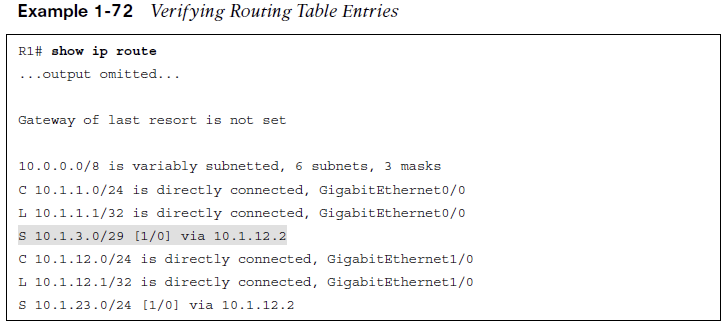 Example 1-72 Verifying Routing Table Entries
R1# show ip route
...output omitted...
Gateway of last resort is not set
10.0.0.0/8 is variably subnetted, 6 subnets, 3 masks
C 10.1.1.0/24 is directly connected, GigabitEthernet0/0
L 10.1.1.1/32 is directly connected, GigabitEthernet0/0
S 10.1.3.0/29 [1/0] via 10.1.12.2
C 10.1.12.0/24 is directly connected, GigabitEthernet1/0
L 10.1.12.1/32 is directly connected, GigabitEthernet1/0
S 10.1.23.0/24 [1/0] via 10.1.12.2